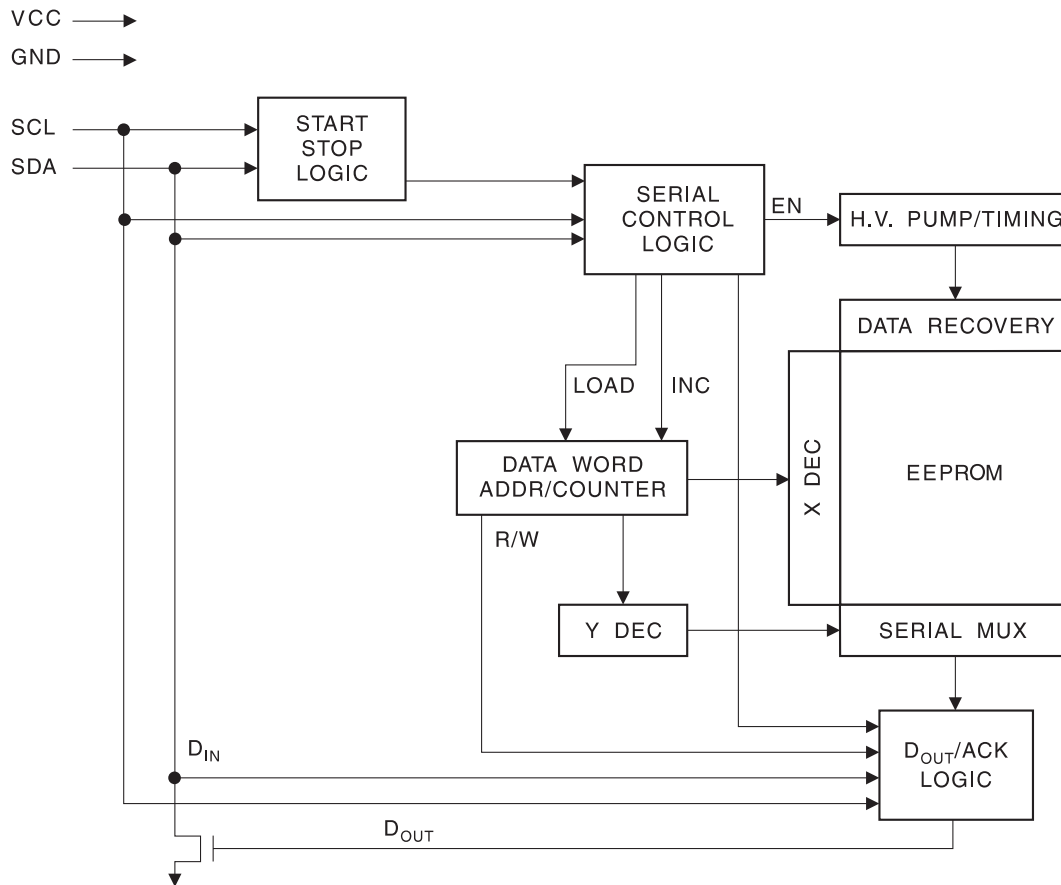 VCC
GND
SCL
SDA
START
STOP
LOGIC
SERIAL
CONTROL
LOGIC
EN
H.V. PUMP/TIMING
DATA RECOVERY
LOAD
INC
DATA WORD
ADDR/COUNTER
X DEC
EEPROM
R/W
Y DEC
SERIAL MUX
DIN
DOUT/ACK
LOGIC
DOUT